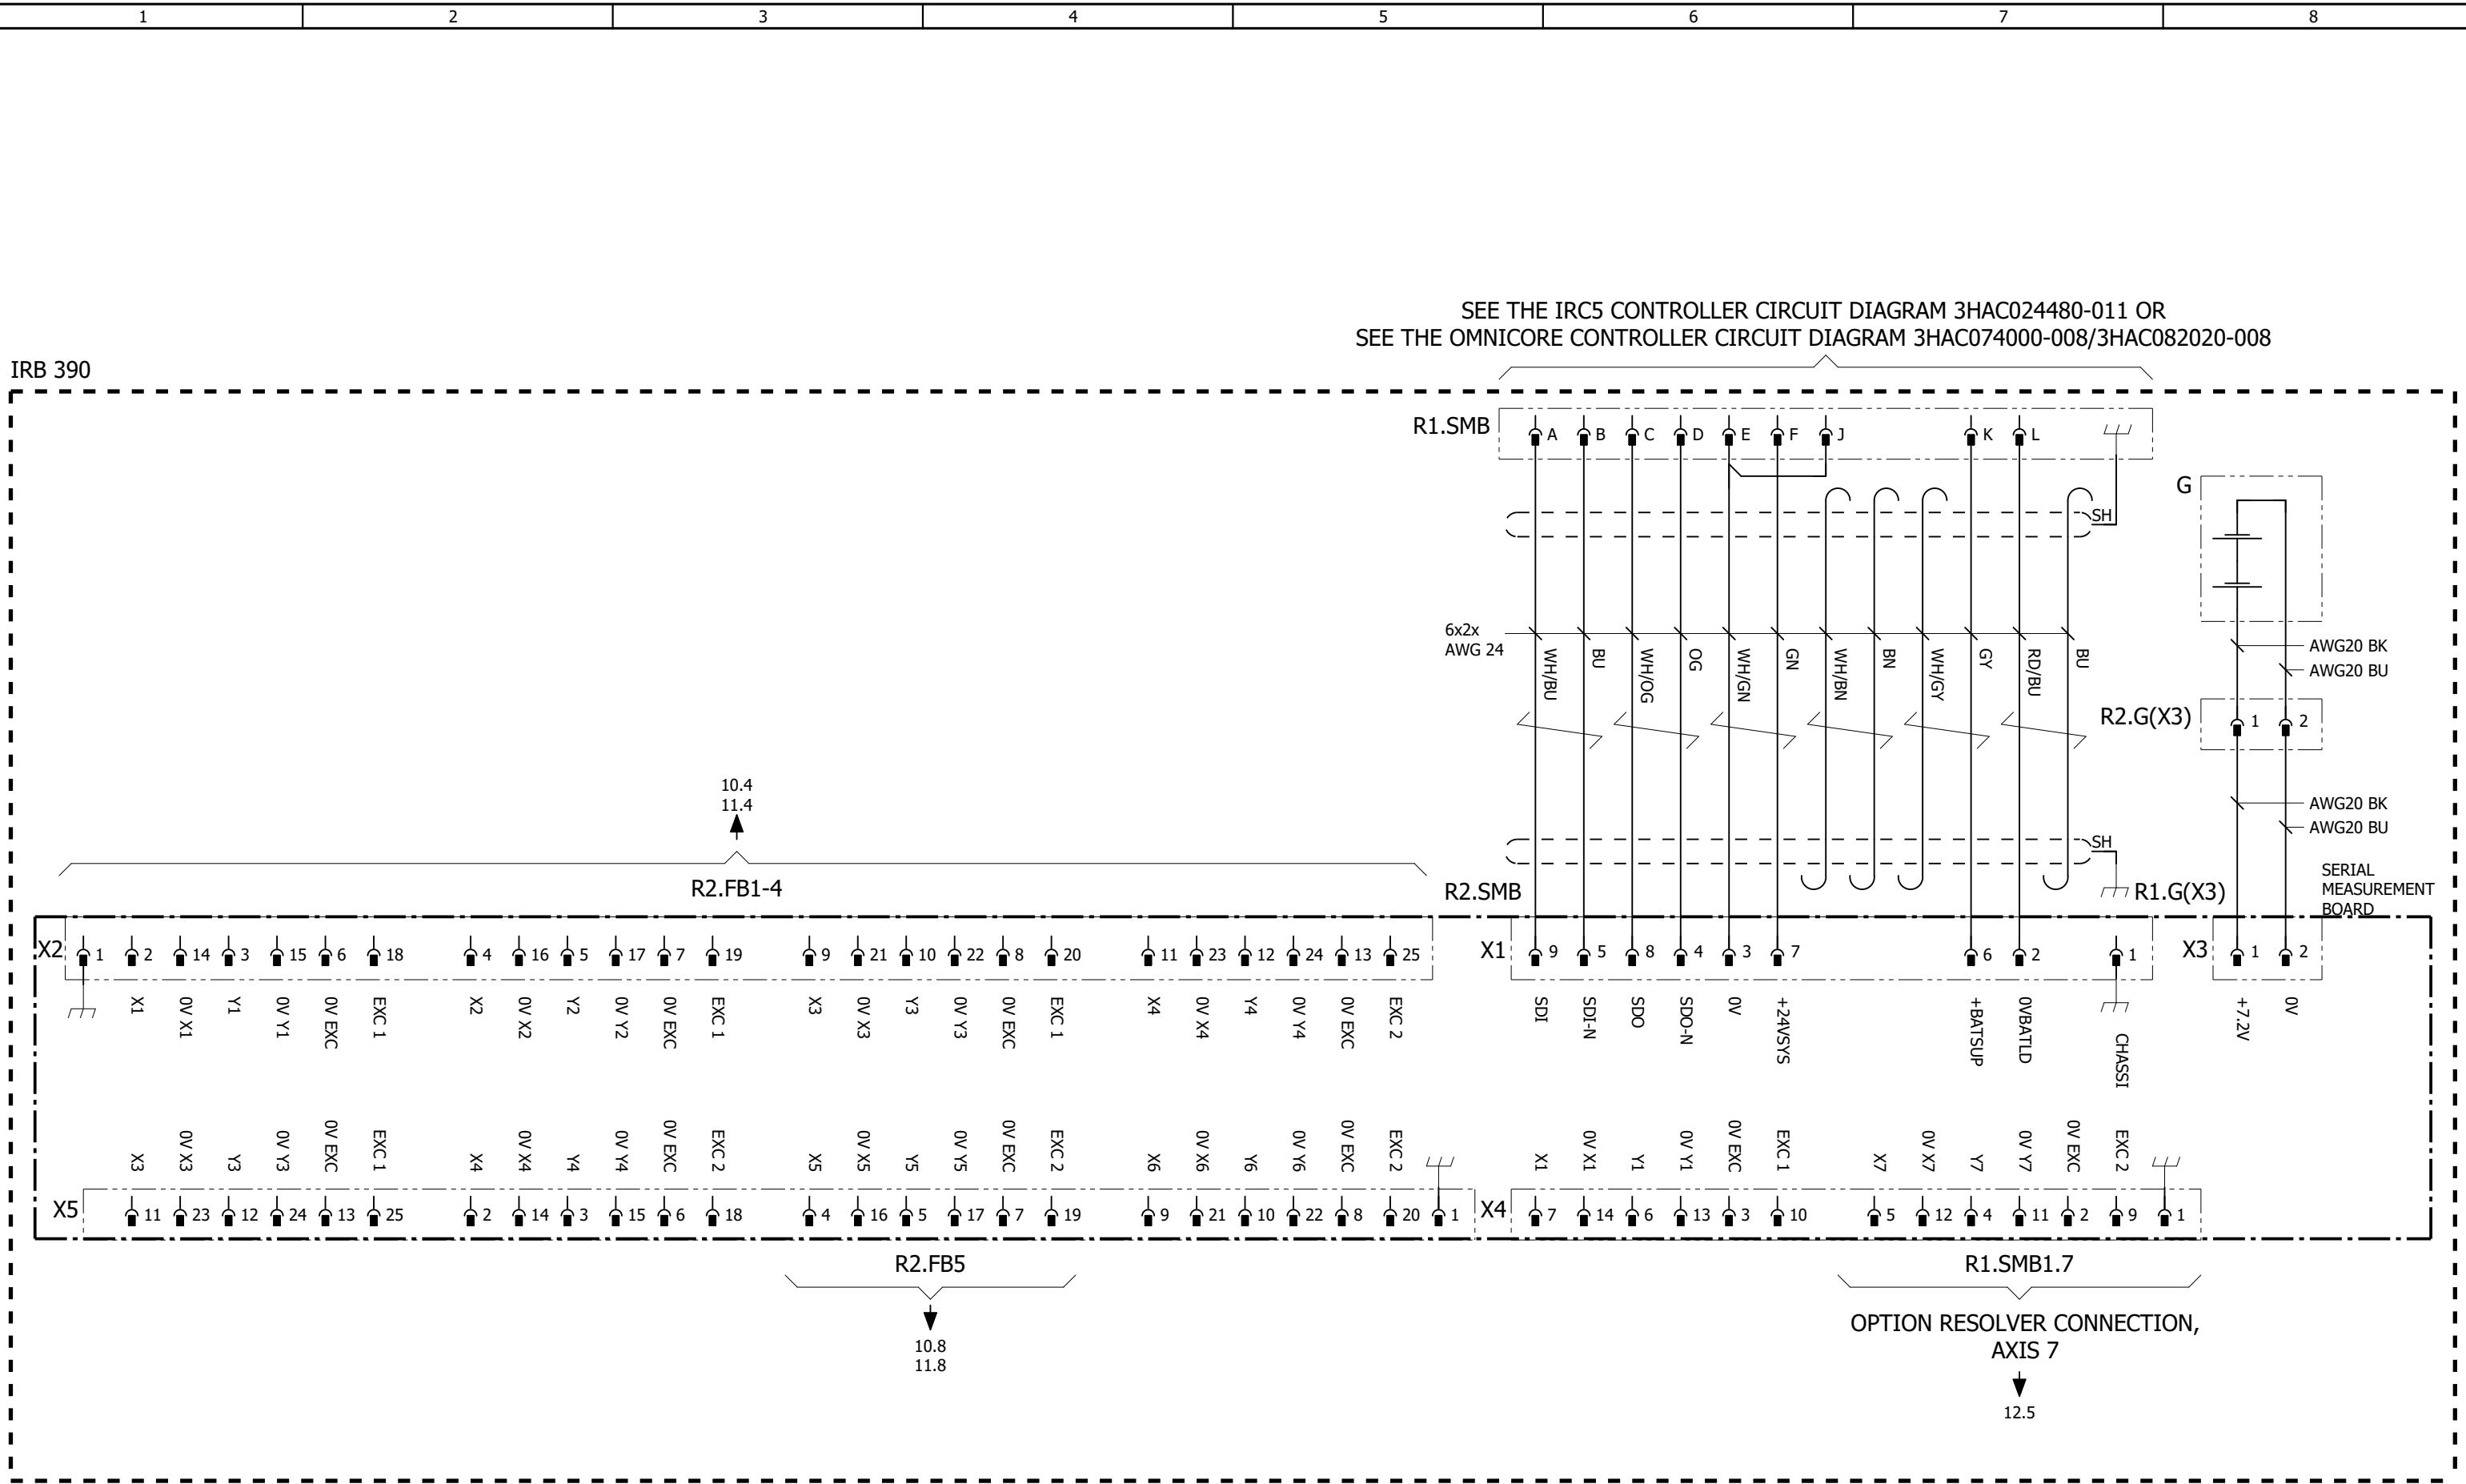 1 2 3 4 5 6 7 8
SEE THE IRC5 CONTROLLER CIRCUIT DIAGRAM 3HAC024480-011 OR
SEE THE OMNICORE CONTROLLER CIRCUIT DIAGRAM 3HAC074000-008/3HAC082020-008
IRB 390
R1.SMB A B C D E F J K L
G
SH
6x2x
AWG 24
WH/BU BU WH/OG OG WH/GN GN WH/BN BN WH/GY GY RD/BU BU
AWG20 BK
AWG20 BU
R2.G(X3) 1 2
AWG20 BK
AWG20 BU
10.4
11.4
SH
R2.FB1-4
R2.SMB
R1.G(X3)
SERIAL
MEASUREMENT
BOARD
X2 1 2 14 3 15 6 18 4 16 5 17 7 19 9 21 10 22 8 20 11 23 12 24 13 25
X1 9 5 8 4 3 7 6 2 1
X3 1 2
X1 0V X1 Y1 0V Y1 0V EXC EXC 1 X2 0V X2 Y2 0V Y2 0V EXC EXC 1 X3 0V X3 Y3 0V Y3 0V EXC EXC 1 X4 0V X4 Y4 0V Y4 0V EXC EXC 2
SDI SDI-N SDO SDO-N 0V +24VSYS +BATSUP 0VBATLD CHASSI
+7.2V 0V
X3 0V X3 Y3 0V Y3 0V EXC EXC 1 X4 0V X4 Y4 0V Y4 0V EXC EXC 2 X5 0V X5 Y5 0V Y5 0V EXC EXC 2 X6 0V X6 Y6 0V Y6 0V EXC EXC 2
X1 0V X1 Y1 0V Y1 0V EXC EXC 1 X7 0V X7 Y7 0V Y7 0V EXC EXC 2
X5 11 23 12 24 13 25 2 14 3 15 6 18 4 16 5 17 7 19 9 21 10 22 8 20 1
X4 7 14 6 13 3 10 5 12 4 11 2 9 1
R2.FB5
10.8
11.8
R1.SMB1.7
OPTION RESOLVER CONNECTION,
AXIS 7
12.5